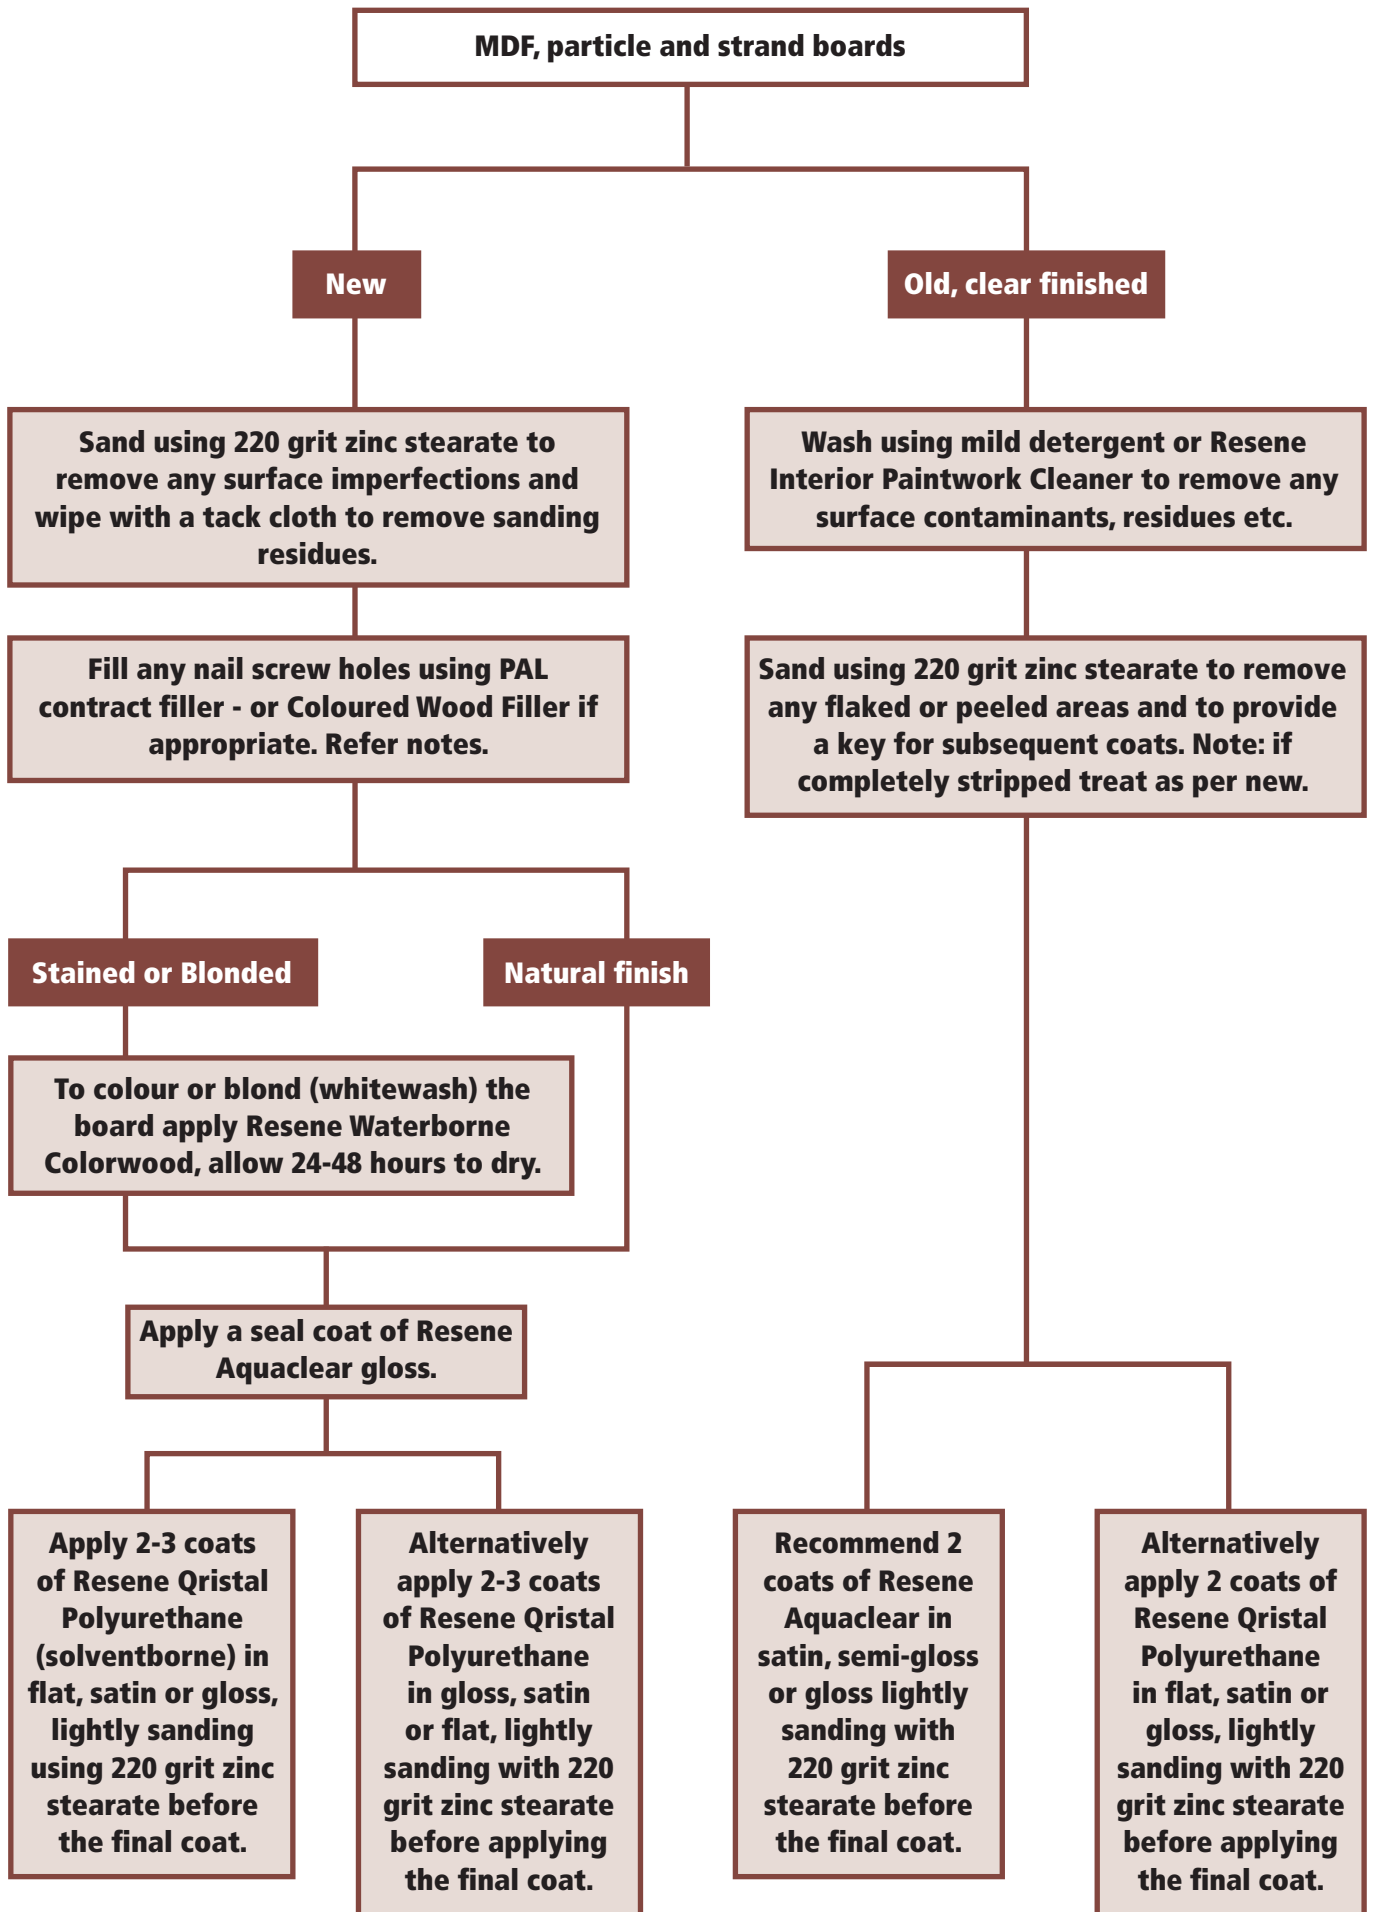 MDF, particle and strand boards
New
Old, clear finished
Sand using 220 grit zinc stearate to
remove any surface imperfections and
wipe with a tack cloth to remove sanding
residues.
Wash using mild detergent or Resene
Interior Paintwork Cleaner to remove any
surface contaminants, residues etc.
Fill any nail screw holes using PAL
contract filler - or Coloured Wood Filler if
appropriate. Refer notes.
Sand using 220 grit zinc stearate to remove
any flaked or peeled areas and to provide
a key for subsequent coats. Note: if
completely stripped treat as per new.
Stained or Blonded
Natural finish
To colour or blond (whitewash) the
board apply Resene Waterborne
Colorwood, allow 24-48 hours to dry.
Apply a seal coat of Resene
Aquaclear gloss.
Apply 2-3 coats
of Resene Qristal
Polyurethane
(solventborne) in
flat, satin or gloss,
lightly sanding
using 220 grit zinc
stearate before
the final coat.
Alternatively
apply 2-3 coats
of Resene Qristal
Polyurethane
in gloss, satin
or flat, lightly
sanding with 220
grit zinc stearate
before applying
the final coat.
Recommend 2
coats of Resene
Aquaclear in
satin, semi-gloss
or gloss lightly
sanding with
220 grit zinc
stearate before
the final coat.
Alternatively
apply 2 coats of
Resene Qristal
Polyurethane
in flat, satin or
gloss, lightly
sanding with 220
grit zinc stearate
before applying
the final coat.